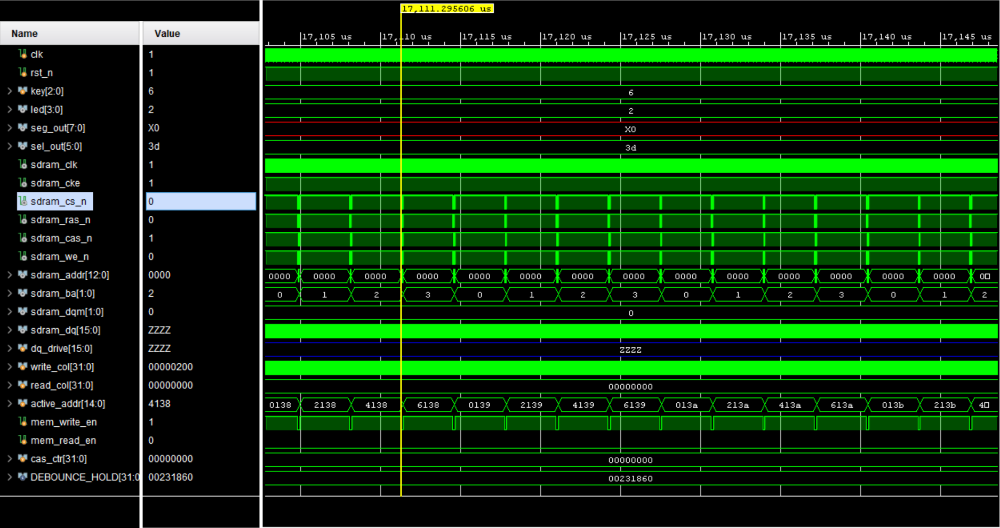 17,111.295606 us
Name Value
17,105 us 17,110 us 17,115 us 17,120 us 17,125 us 17,130 us 17,135 us 17,140 us 17,145 us
clk 1
rst_n 1
key[2:0] 6 6
led[3:0] 2 2
seg_out[7:0] X0 X0
sel_out[5:0] 3d 3d
sdram_clk 1
sdram_cke 1
sdram_cs_n 0
sdram_ras_n 0
sdram_cas_n 1
sdram_we_n 0
sdram_addr[12:0] 0000 0000 0000 0000 0000 0000 0000 0000 0000 0000 0000 0000 0000 0000 0000 0□
sdram_ba[1:0] 2 0 1 2 3 0 1 2 3 0 1 2 3 0 1 2
sdram_dqm[1:0] 0 0
sdram_dq[15:0] ZZZZ
dq_drive[15:0] ZZZZ ZZZZ
write_col[31:0] 00000200
read_col[31:0] 00000000 00000000
active_addr[14:0] 4138 0138 2138 4138 6138 0139 2139 4139 6139 013a 213a 413a 613a 013b 213b 4□
mem_write_en 1
mem_read_en 0
cas_ctr[31:0] 00000000 00000000
DEBOUNCE_HOLD[31:0 00231860 00231860